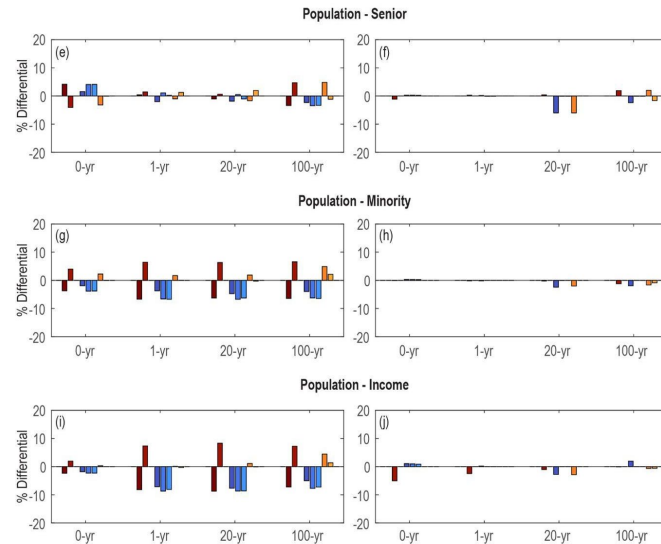 Population - Senior
(e)
(f)
% Differential
20
10
0
-10
-20
0-yr 1-yr 20-yr 100-yr
20
10
0
-10
-20
0-yr 1-yr 20-yr 100-yr
Population - Minority
(g)
(h)
% Differential
20
10
0
-10
-20
0-yr 1-yr 20-yr 100-yr
20
10
0
-10
-20
0-yr 1-yr 20-yr 100-yr
Population - Income
(i)
(j)
% Differential
20
10
0
-10
-20
0-yr 1-yr 20-yr 100-yr
20
10
0
-10
-20
0-yr 1-yr 20-yr 100-yr